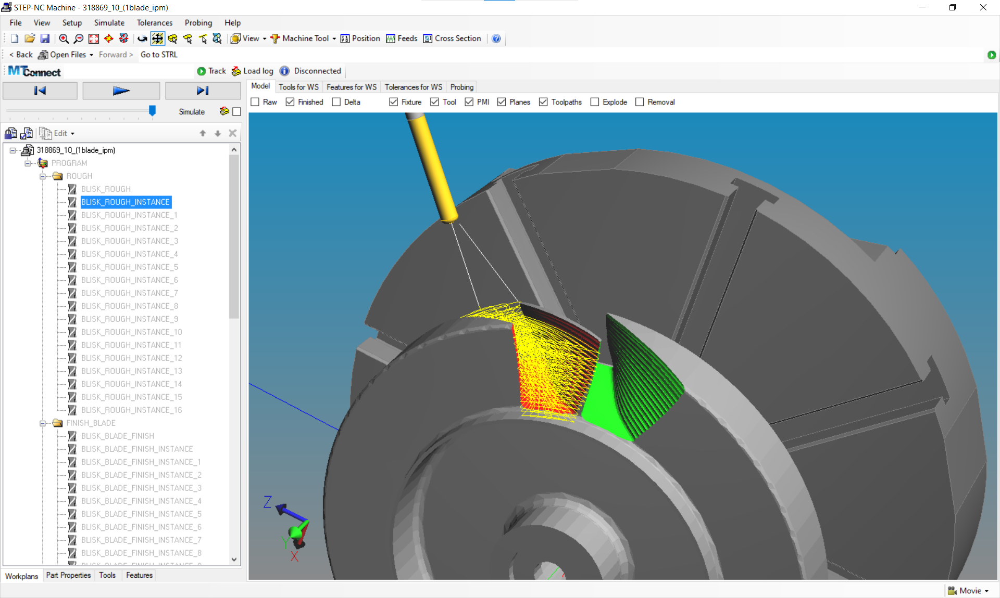 STEP-NC Machine - 318869_10_(1blade_ipm)
File View Setup Simulate Tolerances Probing Help
View Machine Tool Position Feeds Cross Section
< Back Open Files Forward > Go to STRL
MTConnect Track Load log Disconnected
Model Tools for WS Features for WS Tolerances for WS Probing
Raw Finished Delta Fixture Tool PMI Planes Toolpaths Explode Removal
Simulate
Edit
318869_10_(1blade_ipm)
PROGRAM
ROUGH
BLISK_ROUGH
BLISK_ROUGH_INSTANCE
BLISK_ROUGH_INSTANCE_1
BLISK_ROUGH_INSTANCE_2
BLISK_ROUGH_INSTANCE_3
BLISK_ROUGH_INSTANCE_4
BLISK_ROUGH_INSTANCE_5
BLISK_ROUGH_INSTANCE_6
BLISK_ROUGH_INSTANCE_7
BLISK_ROUGH_INSTANCE_8
BLISK_ROUGH_INSTANCE_9
BLISK_ROUGH_INSTANCE_10
BLISK_ROUGH_INSTANCE_11
BLISK_ROUGH_INSTANCE_12
BLISK_ROUGH_INSTANCE_13
BLISK_ROUGH_INSTANCE_14
BLISK_ROUGH_INSTANCE_15
BLISK_ROUGH_INSTANCE_16
FINISH_BLADE
BLISK_BLADE_FINISH
BLISK_BLADE_FINISH_INSTANCE
BLISK_BLADE_FINISH_INSTANCE_1
BLISK_BLADE_FINISH_INSTANCE_2
BLISK_BLADE_FINISH_INSTANCE_3
BLISK_BLADE_FINISH_INSTANCE_4
BLISK_BLADE_FINISH_INSTANCE_5
BLISK_BLADE_FINISH_INSTANCE_6
BLISK_BLADE_FINISH_INSTANCE_7
BLISK_BLADE_FINISH_INSTANCE_8
Z
Y
X
Workplans Part Properties Tools Features
Movie